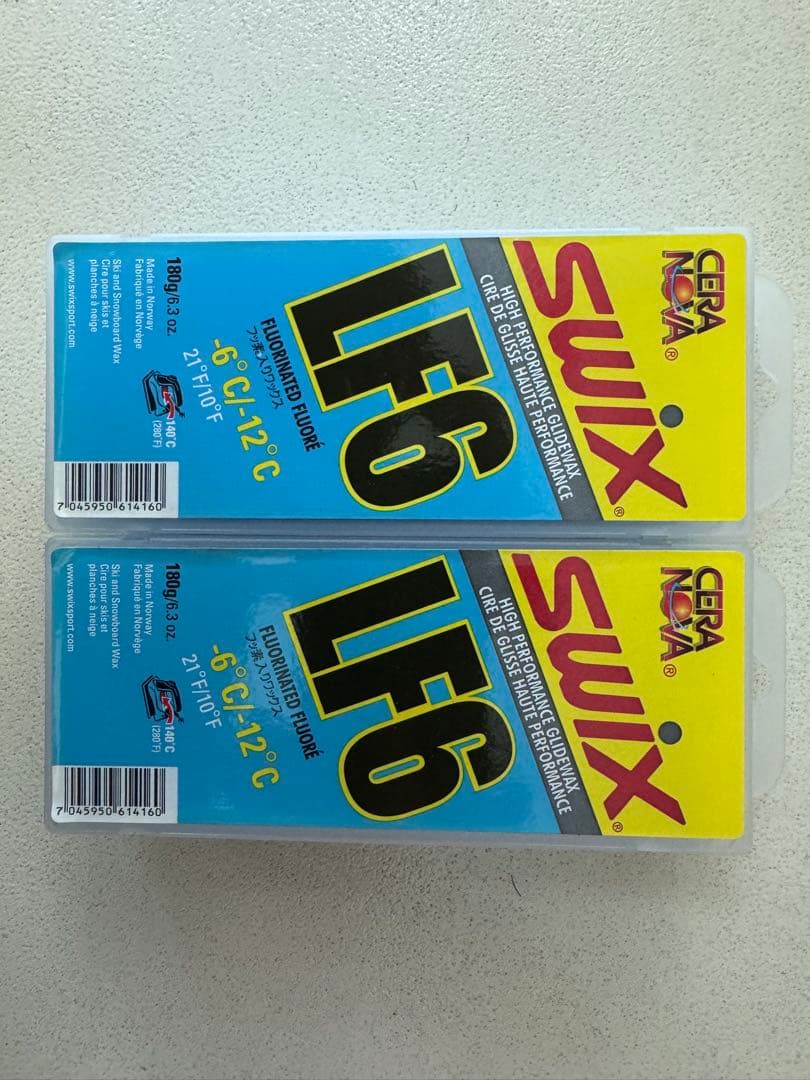 CERA
NOVA®
SWIX®
HIGH PERFORMANCE GLIDEWAX
CIRE DE GLISSE HAUTE PERFORMANCE
LF6
FLUORINATED FLUORÉ
フッ素入りワックス
-6°C/-12°C
21°F/10°F
180g/6.3 oz.
Made in Norway
Fabriqué en Norvège
Ski and Snowboard Wax
Cire pour skis et
planches à neige
www.swixsport.com
140°C
(280°F)
7 045950 614160
CERA
NOVA®
SWIX®
HIGH PERFORMANCE GLIDEWAX
CIRE DE GLISSE HAUTE PERFORMANCE
LF6
FLUORINATED FLUORÉ
フッ素入りワックス
-6°C/-12°C
21°F/10°F
180g/6.3 oz.
Made in Norway
Fabriqué en Norvège
Ski and Snowboard Wax
Cire pour skis et
planches à neige
www.swixsport.com
140°C
(280°F)
7 045950 614160